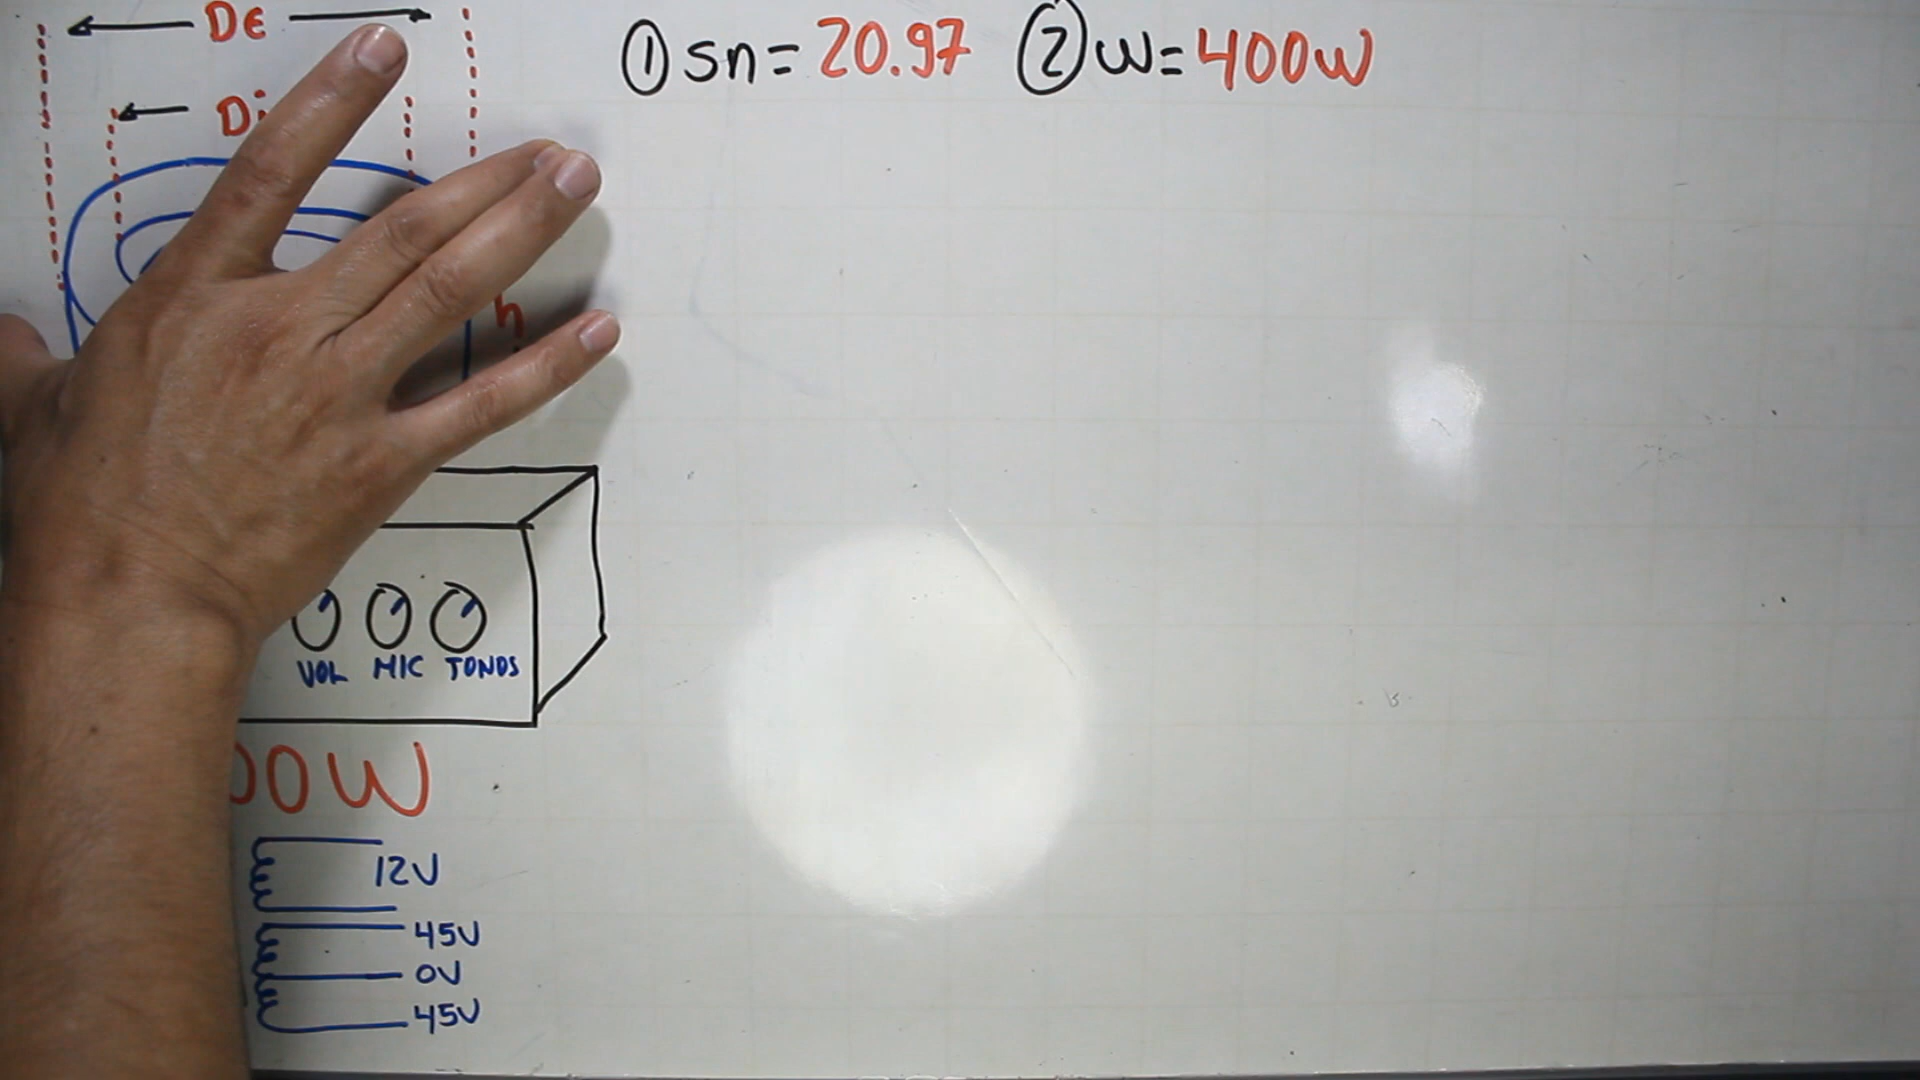 DE
① sn = 20.97 ② W = 400W
Di
h
VOL MIC TONOS
00W
12V
45V
0V
45V